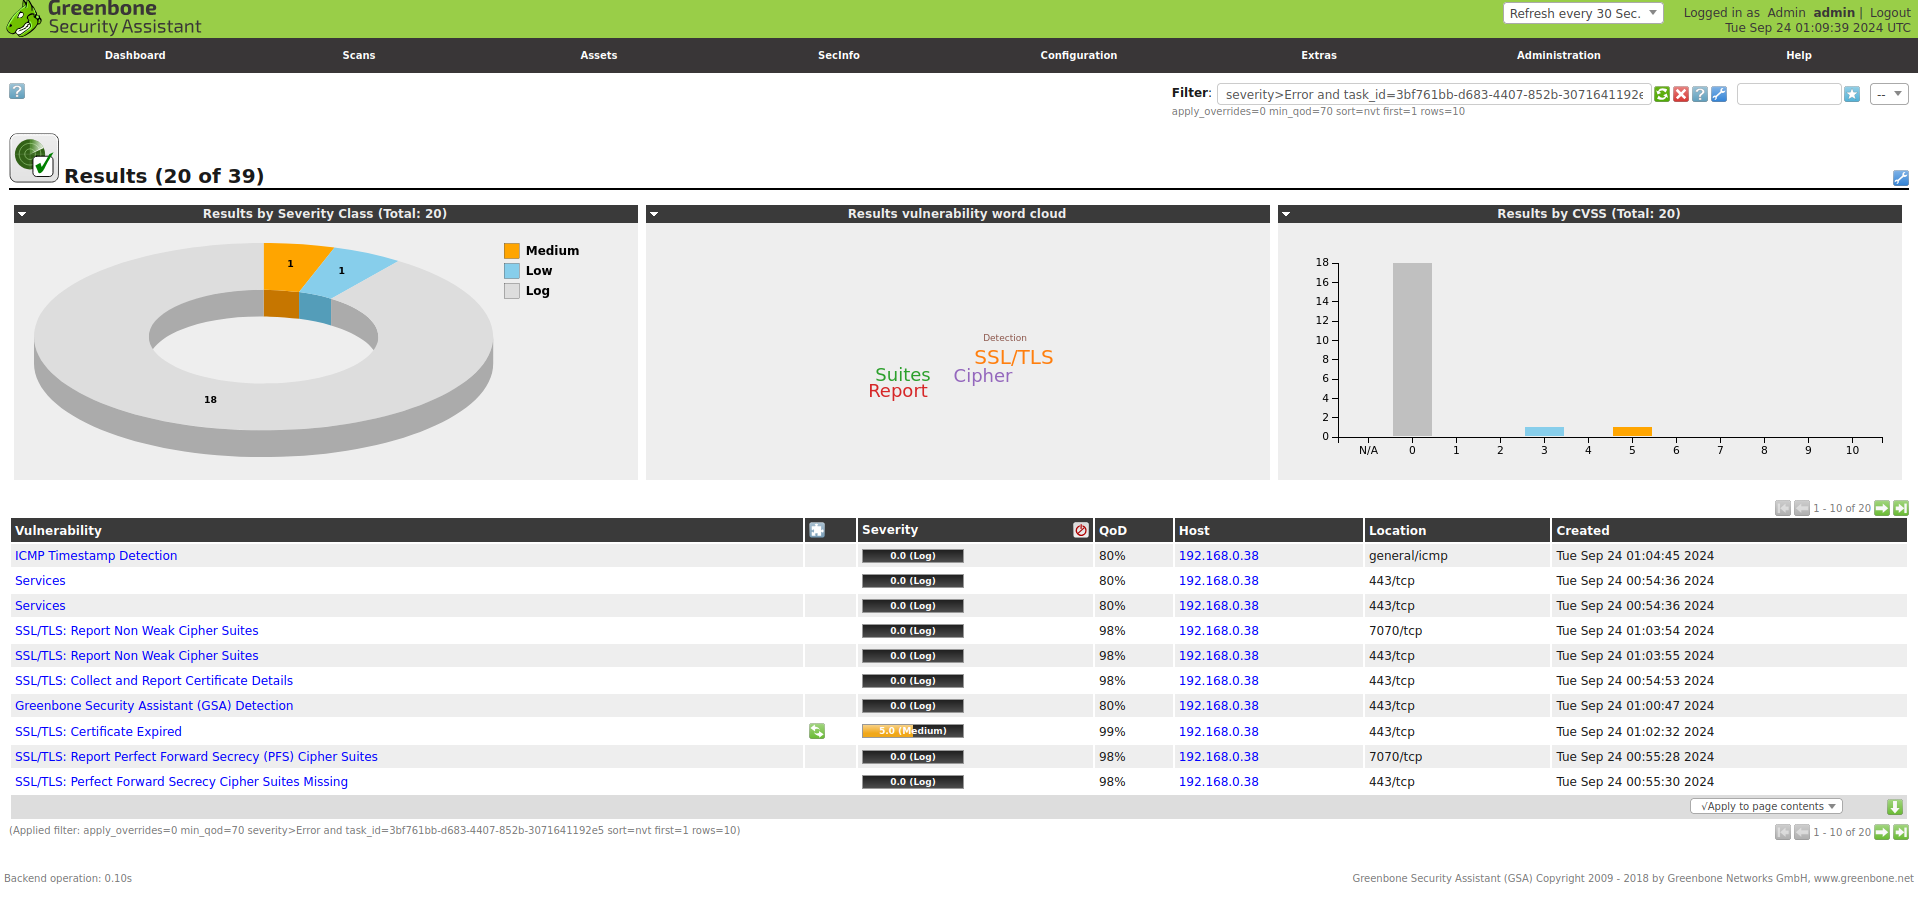 Greenbone
Security Assistant
Refresh every 30 Sec.
Logged in as Admin admin | Logout
Tue Sep 24 01:09:39 2024 UTC
Dashboard Scans Assets SecInfo Configuration Extras Administration Help
Filter: severity>Error and task_id=3bf761bb-d683-4407-852b-3071641192e --
apply_overrides=0 min_qod=70 sort=nvt first=1 rows=10
Results (20 of 39)
Results by Severity Class (Total: 20)
Medium
Low
Log
1
1
18
Results vulnerability word cloud
Detection
SSL/TLS
Suites Cipher
Report
Results by CVSS (Total: 20)
18
16
14
12
10
8
6
4
2
0
N/A 0 1 2 3 4 5 6 7 8 9 10
1 - 10 of 20
Vulnerability Severity QoD Host Location Created
ICMP Timestamp Detection 0.0 (Log) 80% 192.168.0.38 general/icmp Tue Sep 24 01:04:45 2024
Services 0.0 (Log) 80% 192.168.0.38 443/tcp Tue Sep 24 00:54:36 2024
Services 0.0 (Log) 80% 192.168.0.38 443/tcp Tue Sep 24 00:54:36 2024
SSL/TLS: Report Non Weak Cipher Suites 0.0 (Log) 98% 192.168.0.38 7070/tcp Tue Sep 24 01:03:54 2024
SSL/TLS: Report Non Weak Cipher Suites 0.0 (Log) 98% 192.168.0.38 443/tcp Tue Sep 24 01:03:55 2024
SSL/TLS: Collect and Report Certificate Details 0.0 (Log) 98% 192.168.0.38 443/tcp Tue Sep 24 00:54:53 2024
Greenbone Security Assistant (GSA) Detection 0.0 (Log) 80% 192.168.0.38 443/tcp Tue Sep 24 01:00:47 2024
SSL/TLS: Certificate Expired 5.0 (Medium) 99% 192.168.0.38 443/tcp Tue Sep 24 01:02:32 2024
SSL/TLS: Report Perfect Forward Secrecy (PFS) Cipher Suites 0.0 (Log) 98% 192.168.0.38 7070/tcp Tue Sep 24 00:55:28 2024
SSL/TLS: Perfect Forward Secrecy Cipher Suites Missing 0.0 (Log) 98% 192.168.0.38 443/tcp Tue Sep 24 00:55:30 2024
√Apply to page contents
(Applied filter: apply_overrides=0 min_qod=70 severity>Error and task_id=3bf761bb-d683-4407-852b-3071641192e5 sort=nvt first=1 rows=10)
1 - 10 of 20
Backend operation: 0.10s
Greenbone Security Assistant (GSA) Copyright 2009 - 2018 by Greenbone Networks GmbH, www.greenbone.net